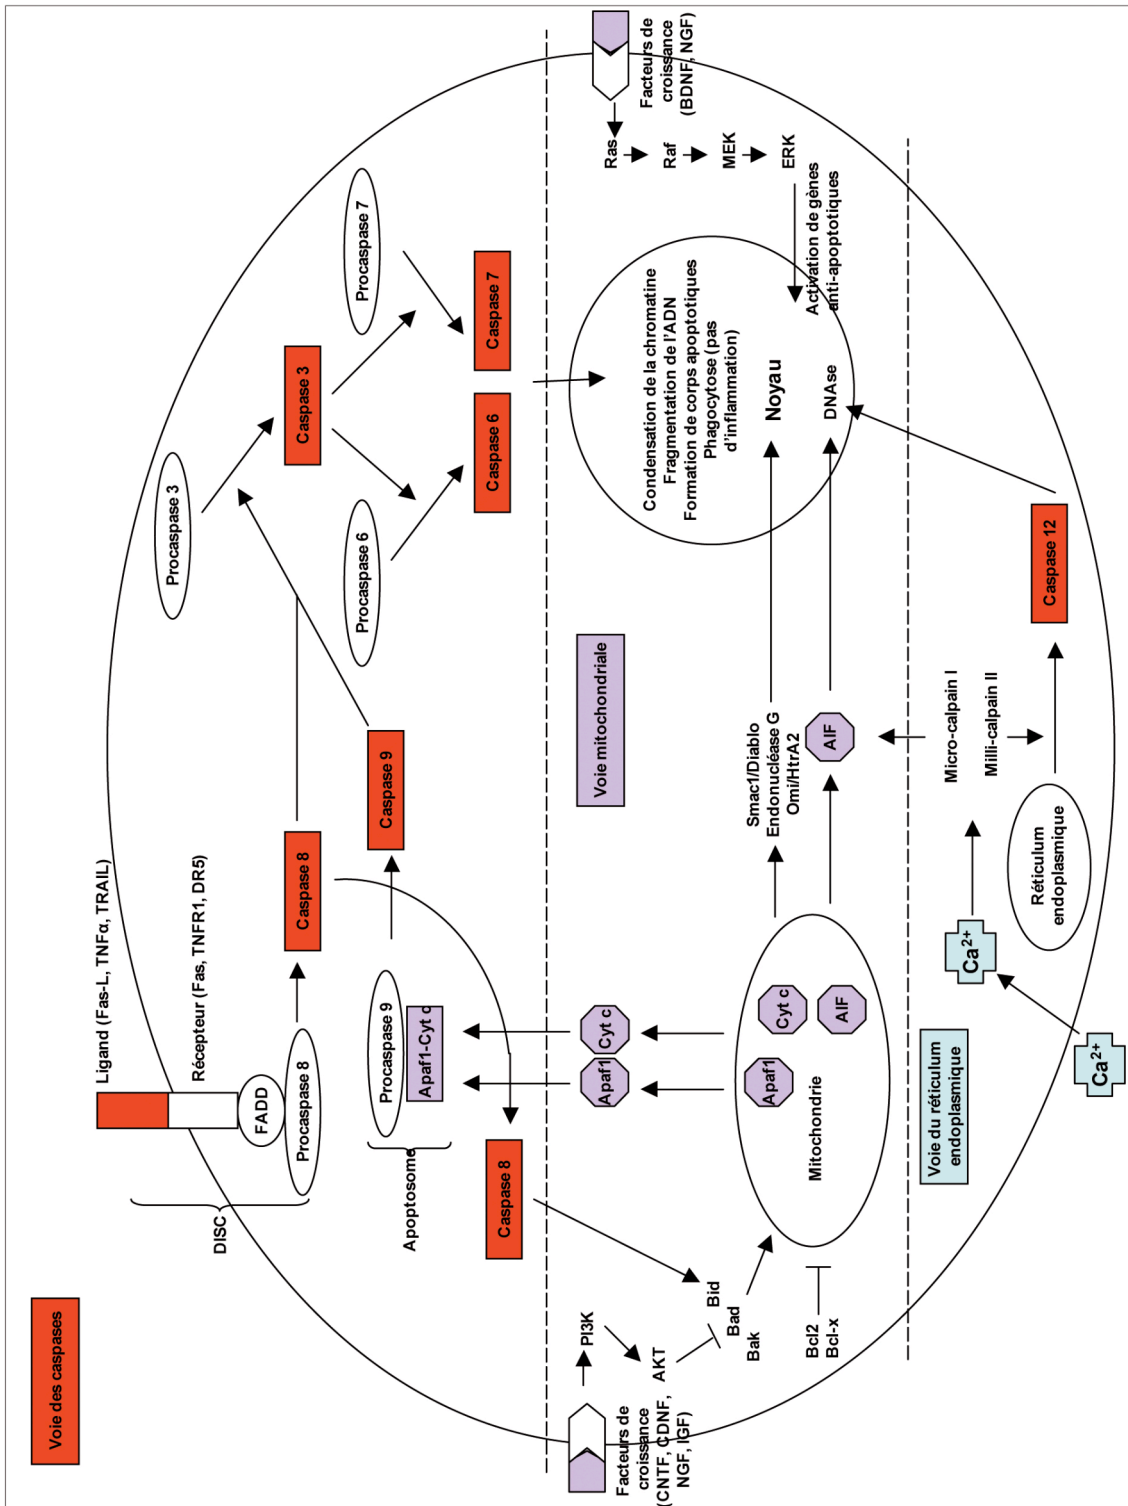 Voie des caspases
DISC
Ligand (Fas-L, TNFα, TRAIL)
Récepteur (Fas, TNFR1, DR5)
FADD
Procaspase 8
Caspase 8
Procaspase 3
Caspase 3
Procaspase 7
Caspase 7
Procaspase 6
Caspase 6
Apoptosome
Procaspase 9
Apaf1-Cyt c
Caspase 9
Caspase 8
Facteurs de
croissance
(CNTF, CDNF,
NGF, IGF)
PI3K
AKT
Bid
Bad
Bak
Bcl2
Bcl-x
Apaf1
Cyt c
Voie mitochondriale
Apaf1
Cyt c
AIF
Mitochondrie
Smac1/Diablo
Endonucléase G
Omi/HtrA2
AIF
Condensation de la chromatine
Fragmentation de l'ADN
Formation de corps apoptotiques
Phagocytose (pas
d'inflammation)
Noyau
DNAse
Facteurs de
croissance
(BDNF, NGF)
Ras
Raf
MEK
ERK
Activation de gènes
anti-apoptotiques
Voie du réticulum
endoplasmique
Ca2+
Ca2+
Micro-calpain I
Milli-calpain II
Réticulum
endoplasmique
Caspase 12